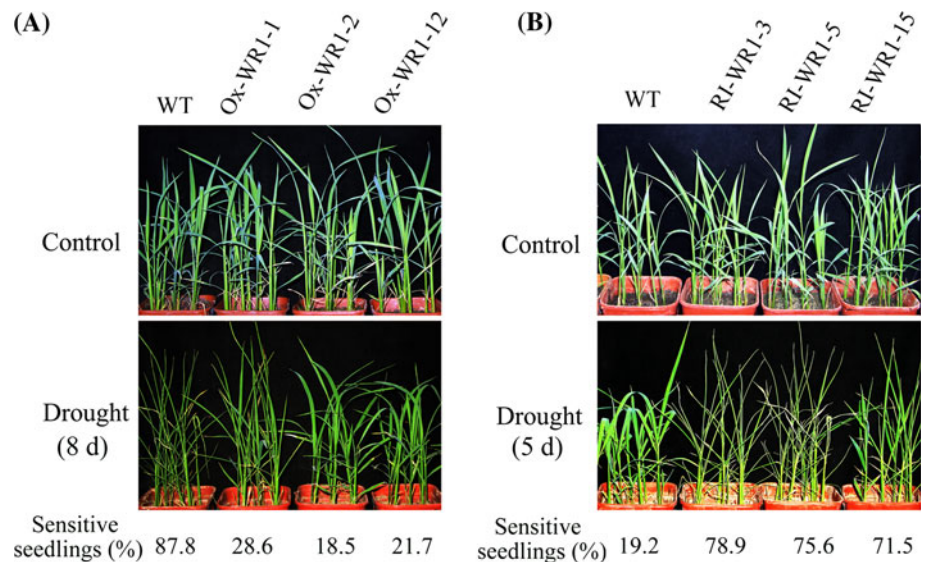 (A)
WT Ox-WR1-1 Ox-WR1-2 Ox-WR1-12
Control
Drought
(8 d)
Sensitive
seedlings (%) 87.8 28.6 18.5 21.7
(B)
WT RI-WR1-3 RI-WR1-5 RI-WR1-15
Control
Drought
(5 d)
Sensitive
seedlings (%) 19.2 78.9 75.6 71.5